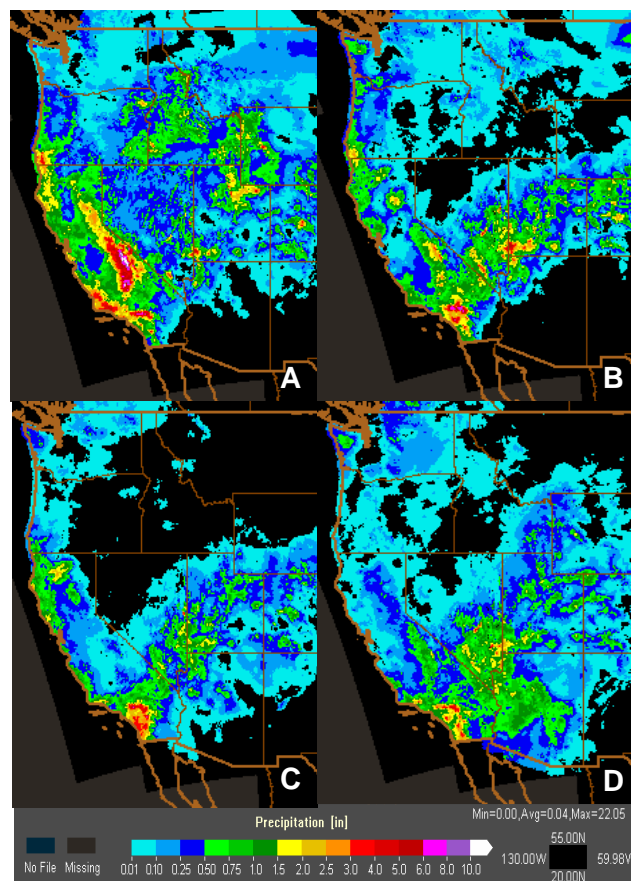 A
B
C
D
Precipitation [in]
Min=0.00,Avg=0.04,Max=22.05
No File
Missing
0.01 0.10 0.25 0.50 0.75 1.0 1.5 2.0 2.5 3.0 4.0 5.0 6.0 8.0 10.0
55.00N
130.00W
59.98W
20.00N